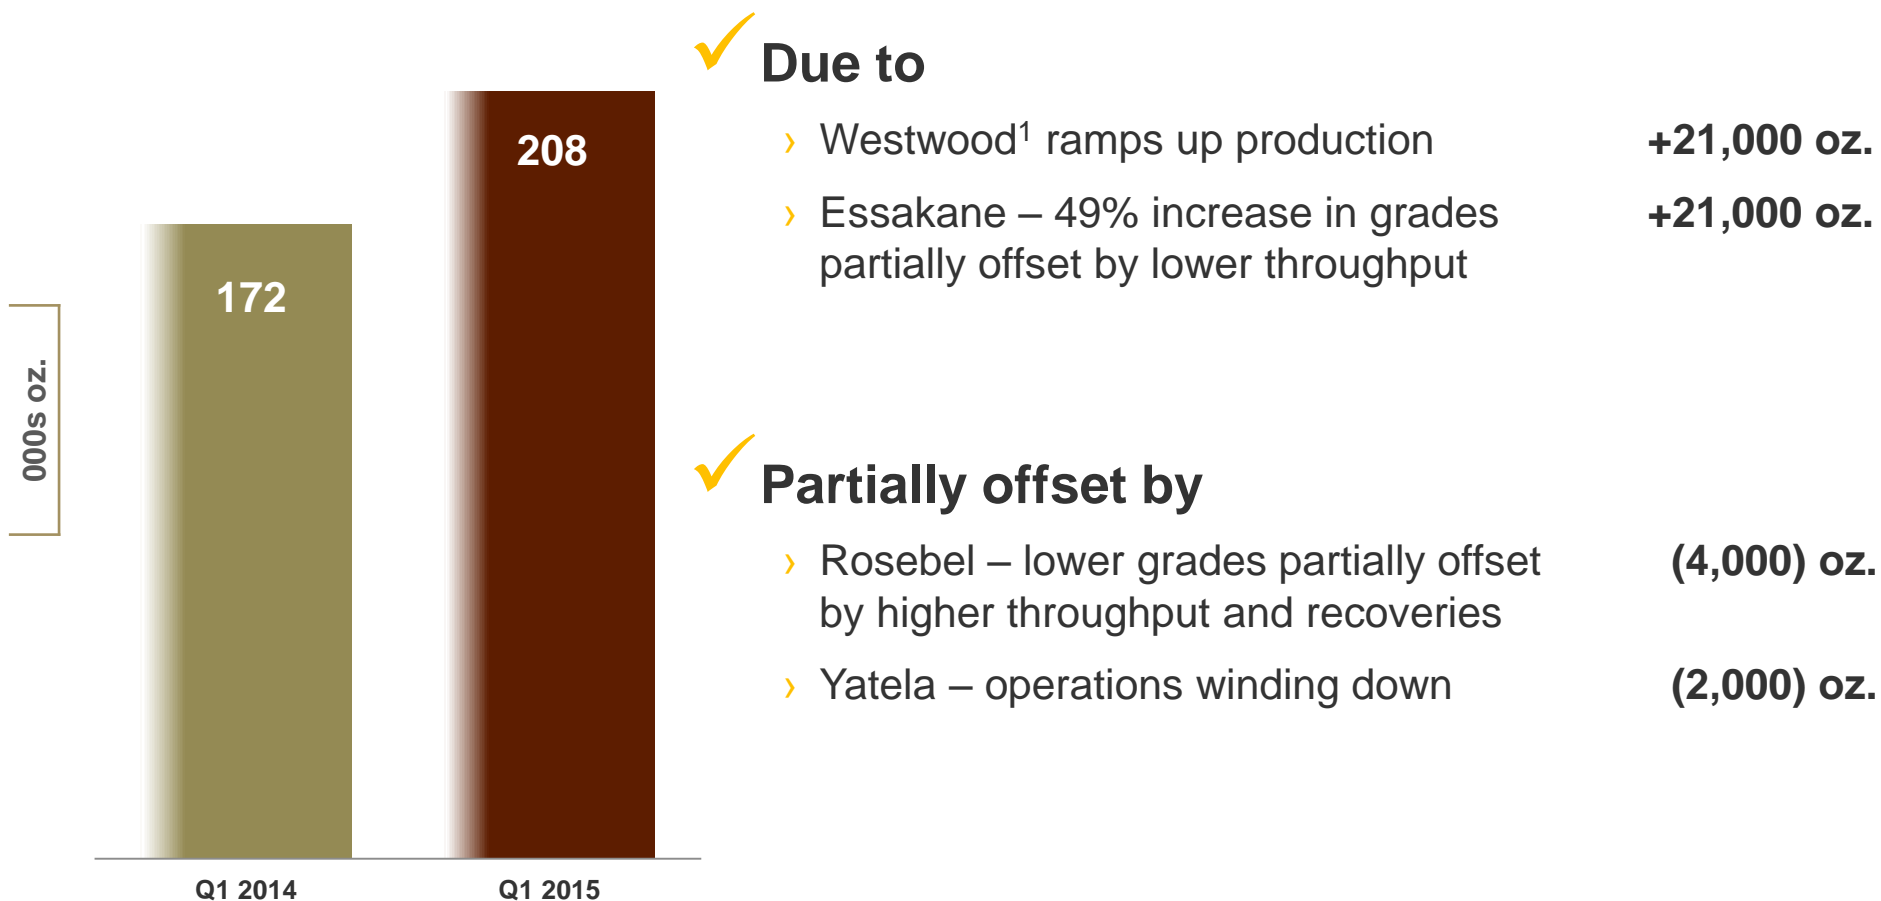 000s oz.
172
208
Q1 2014
Q1 2015
✓ Due to
› Westwood¹ ramps up production +21,000 oz.
› Essakane – 49% increase in grades +21,000 oz.
partially offset by lower throughput
✓ Partially offset by
› Rosebel – lower grades partially offset (4,000) oz.
by higher throughput and recoveries
› Yatela – operations winding down (2,000) oz.